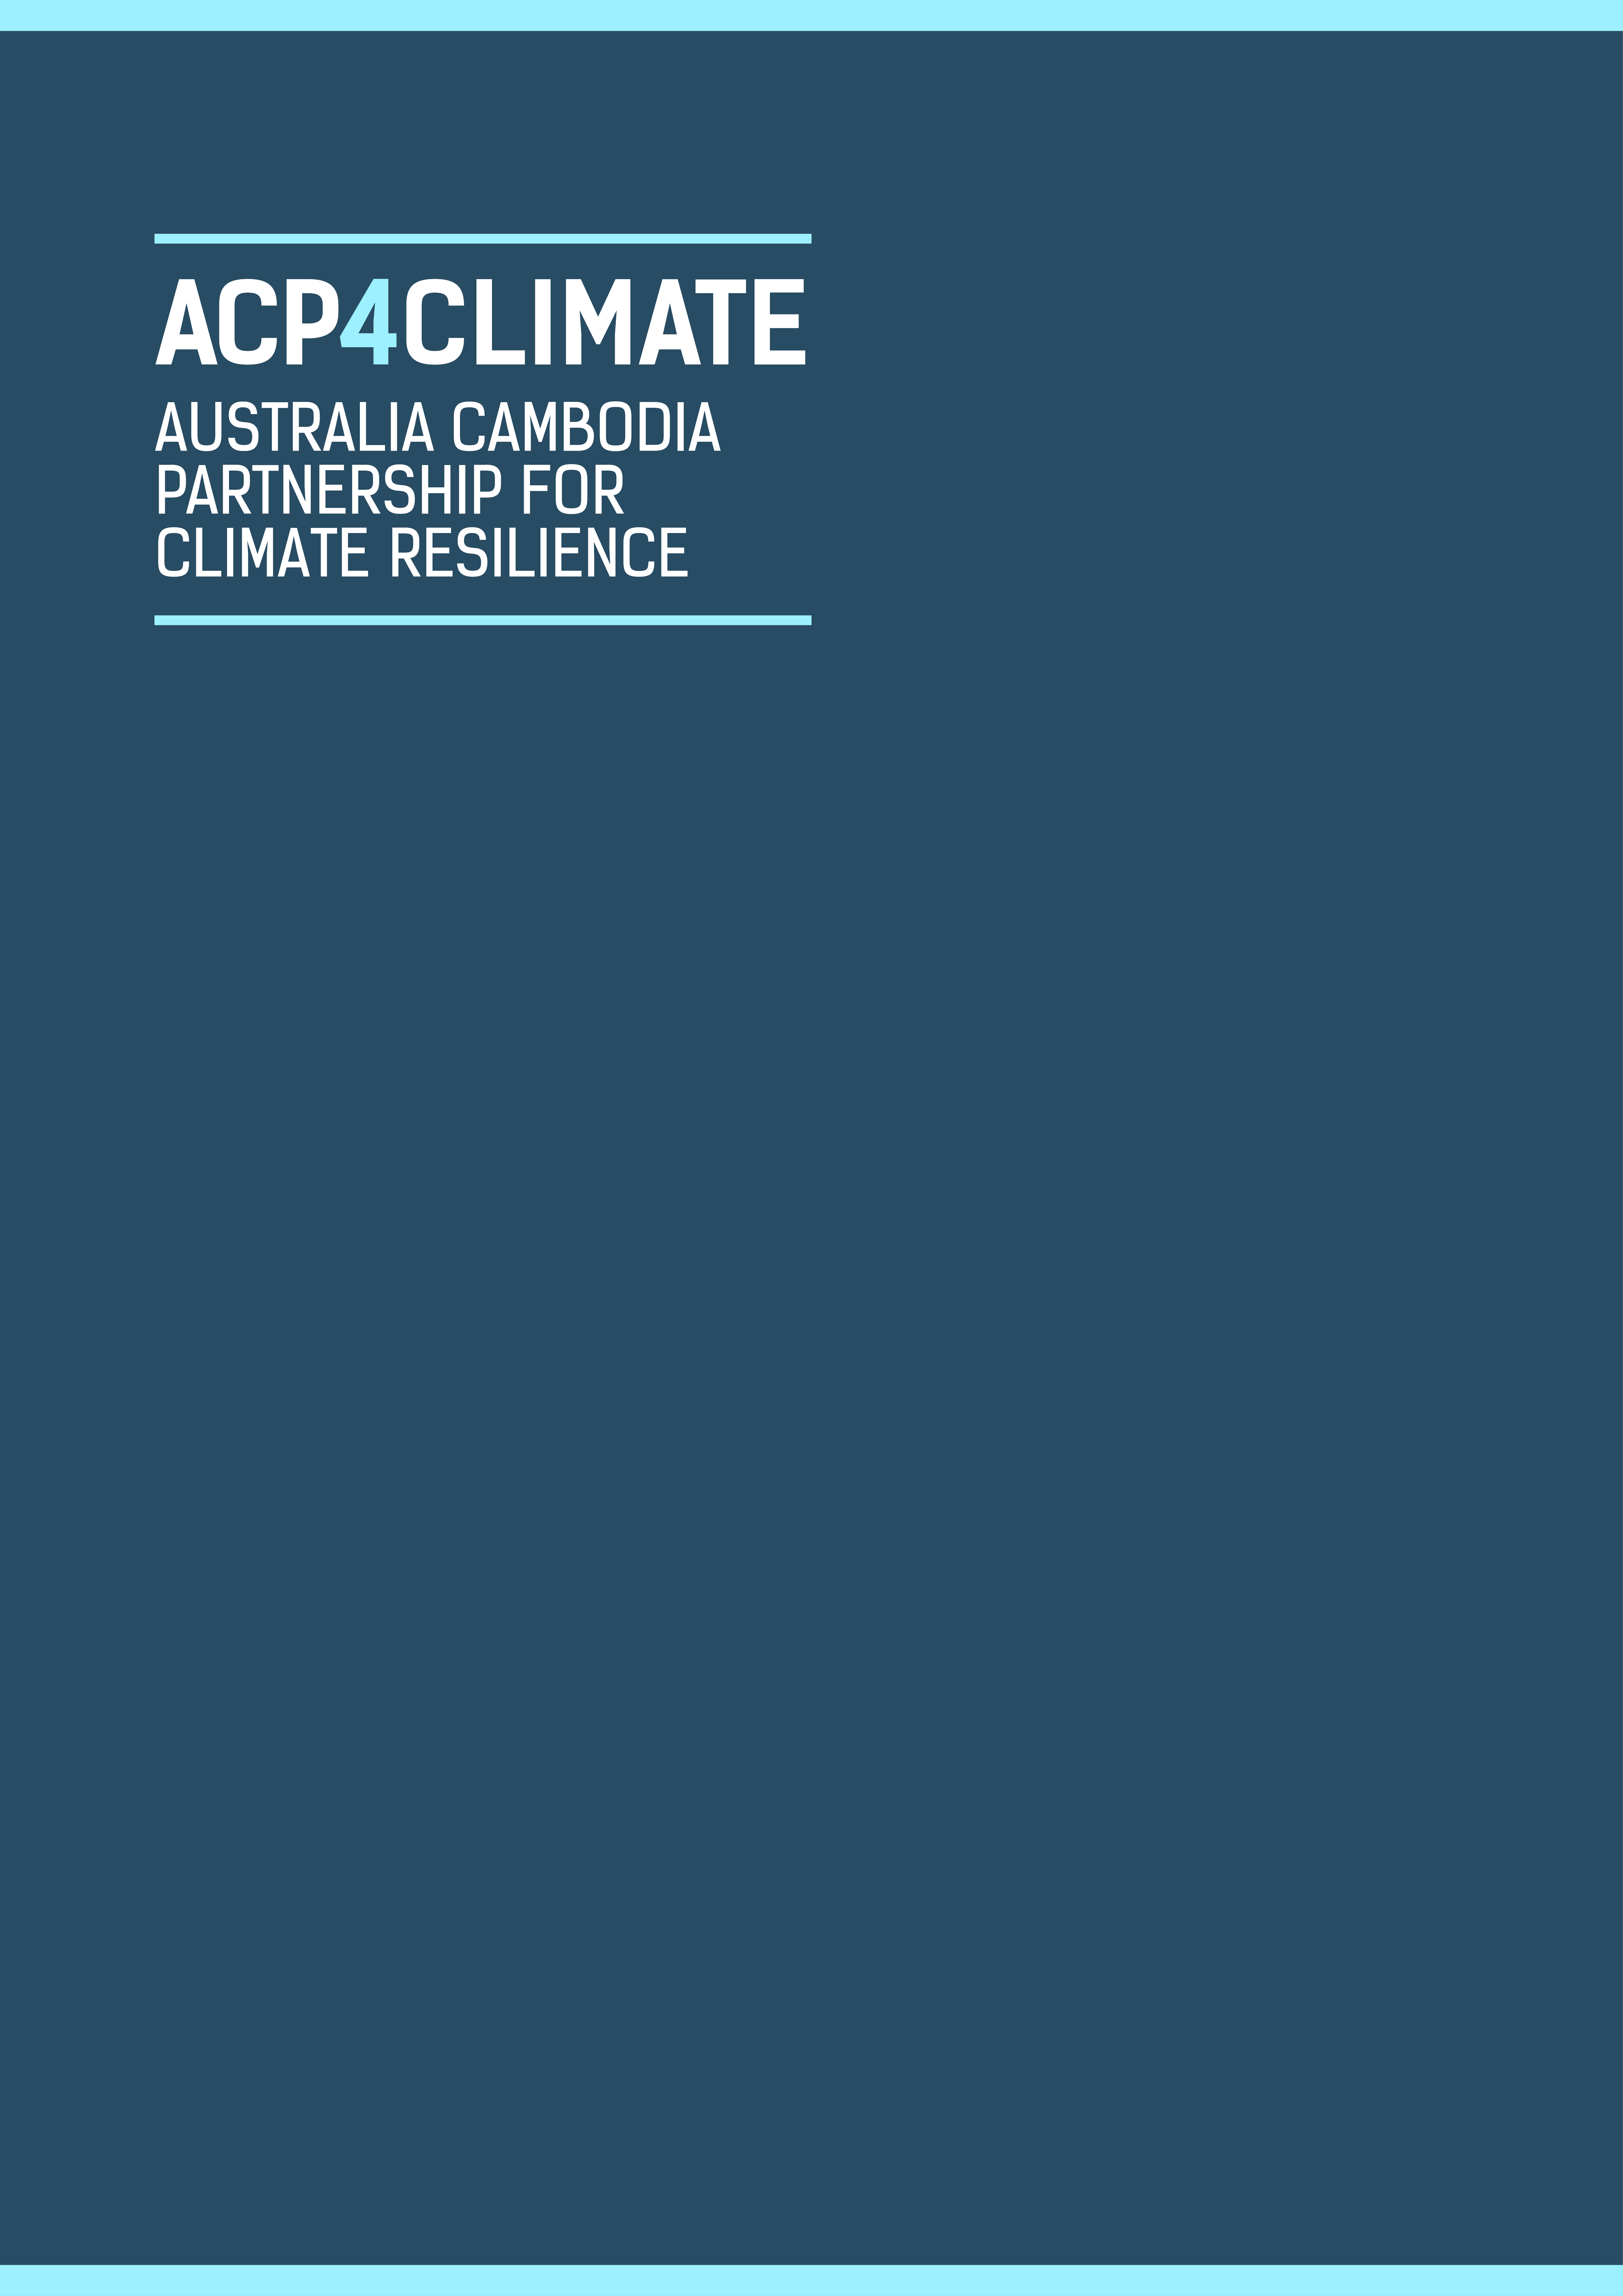 ACP4CLIMATE
AUSTRALIA CAMBODIA
PARTNERSHIP FOR
CLIMATE RESILIENCE